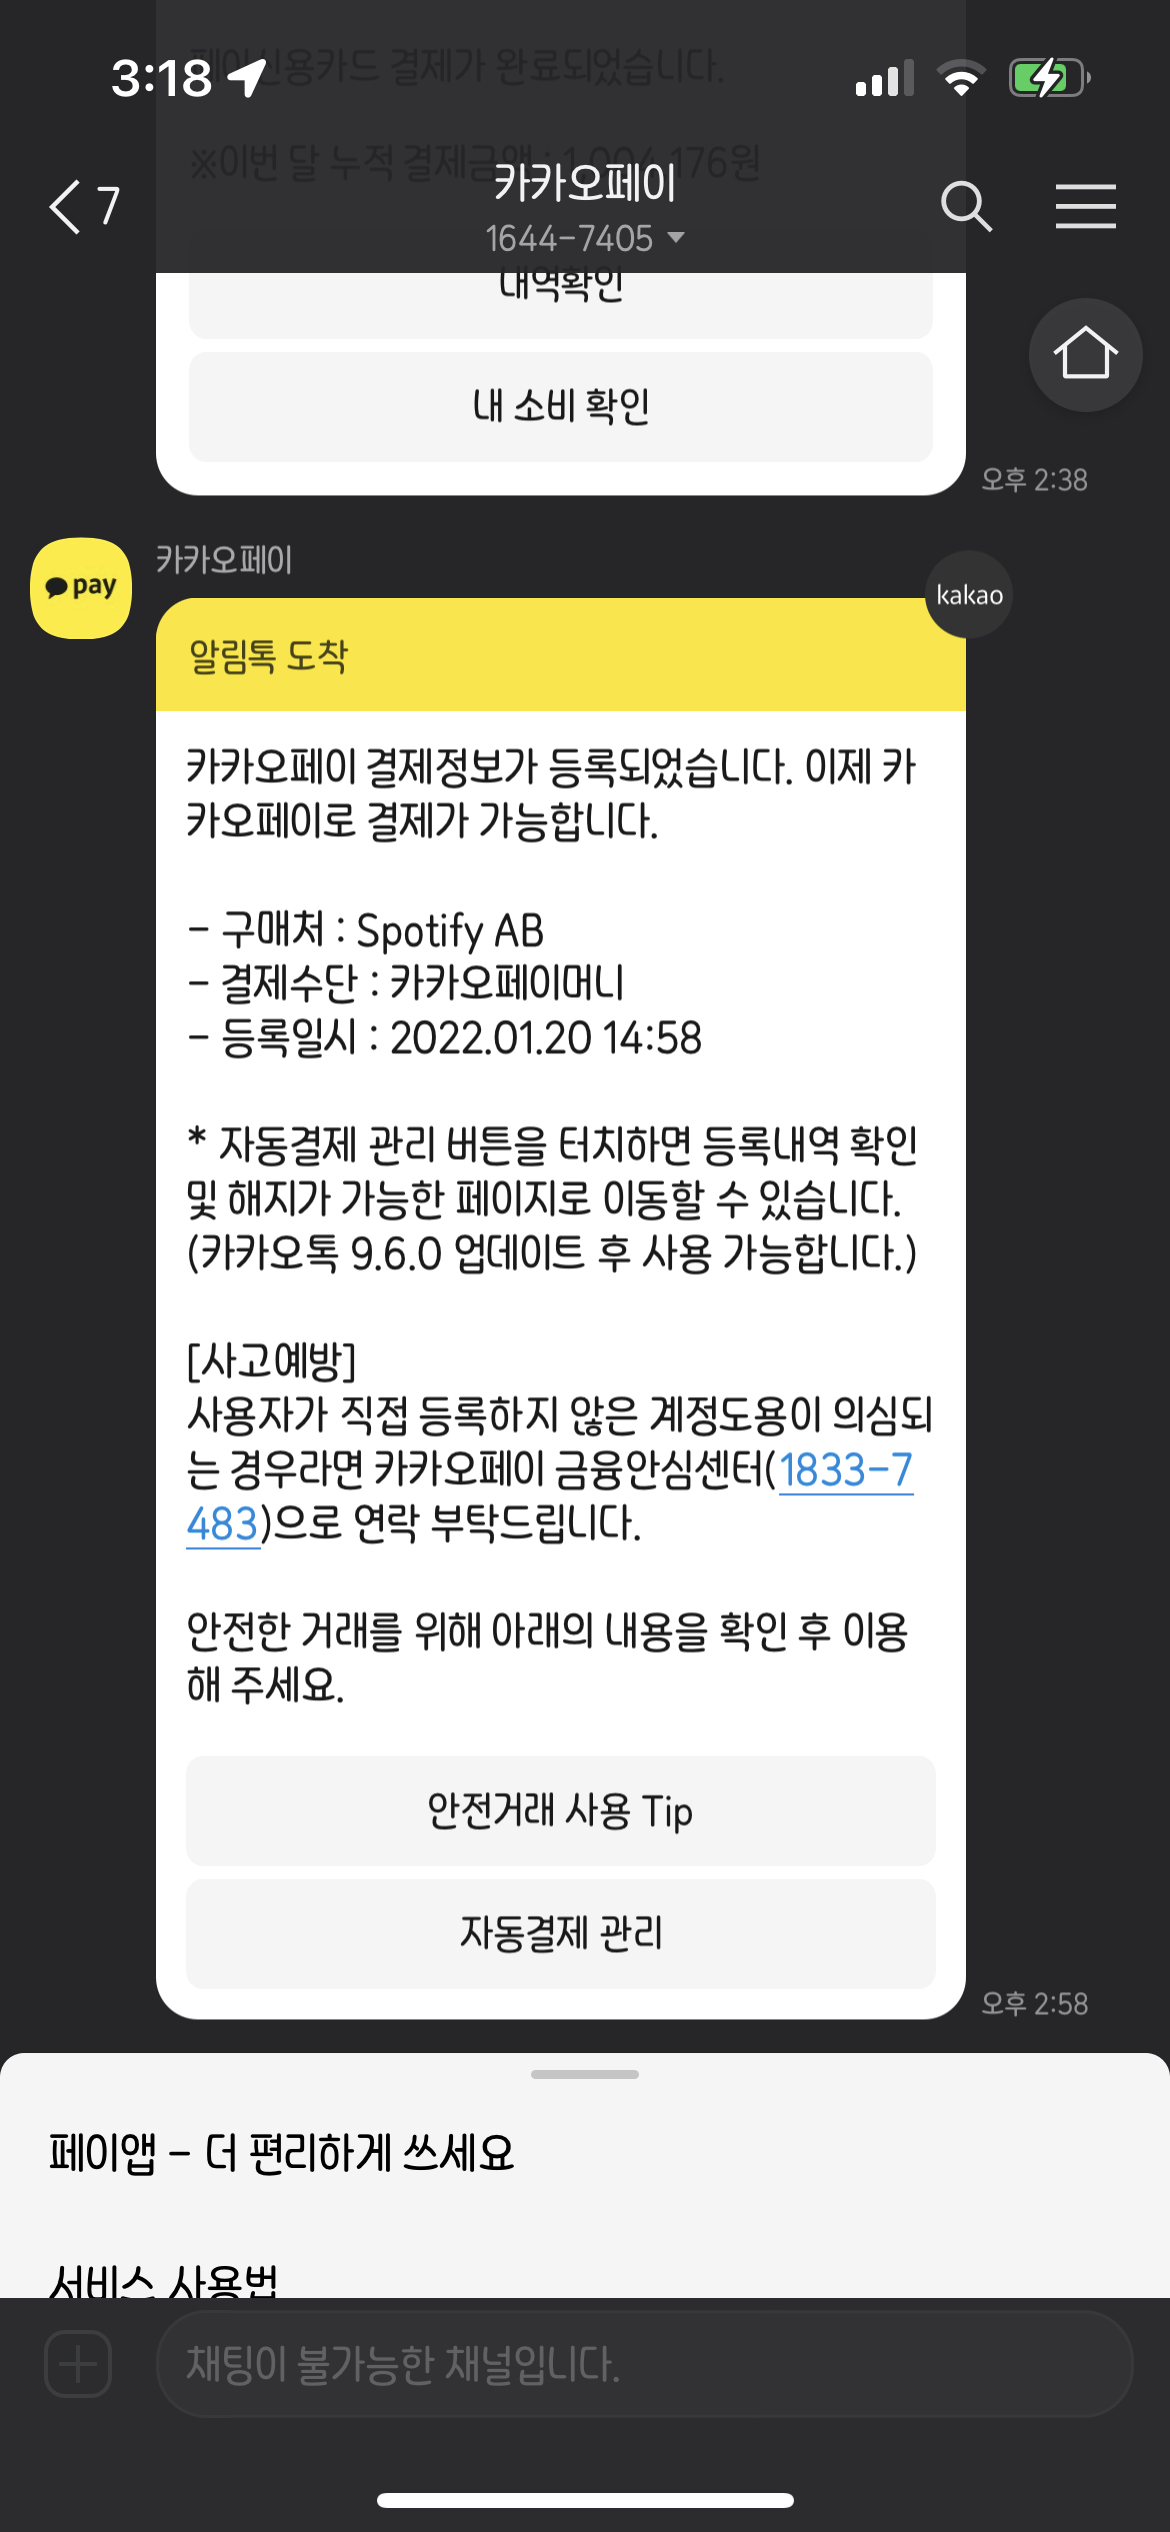 페이신용카드 결제가 완료되었습니다.
3:18
※이번 달 누적 결제금액 : 1,004,176원
7
카카오페이
1644-7405
내역확인
내 소비 확인
오후 2:38
pay
카카오페이
kakao
알림톡 도착
카카오페이 결제정보가 등록되었습니다. 이제 카
카오페이로 결제가 가능합니다.
- 구매처 : Spotify AB
- 결제수단 : 카카오페이머니
- 등록일시 : 2022.01.20 14:58
* 자동결제 관리 버튼을 터치하면 등록내역 확인
및 해지가 가능한 페이지로 이동할 수 있습니다.
(카카오톡 9.6.0 업데이트 후 사용 가능합니다.)
[사고예방]
사용자가 직접 등록하지 않은 계정도용이 의심되
는 경우라면 카카오페이 금융안심센터(1833-7
483)으로 연락 부탁드립니다.
안전한 거래를 위해 아래의 내용을 확인 후 이용
해 주세요.
안전거래 사용 Tip
자동결제 관리
오후 2:58
페이앱 - 더 편리하게 쓰세요
서비스 사용법
채팅이 불가능한 채널입니다.